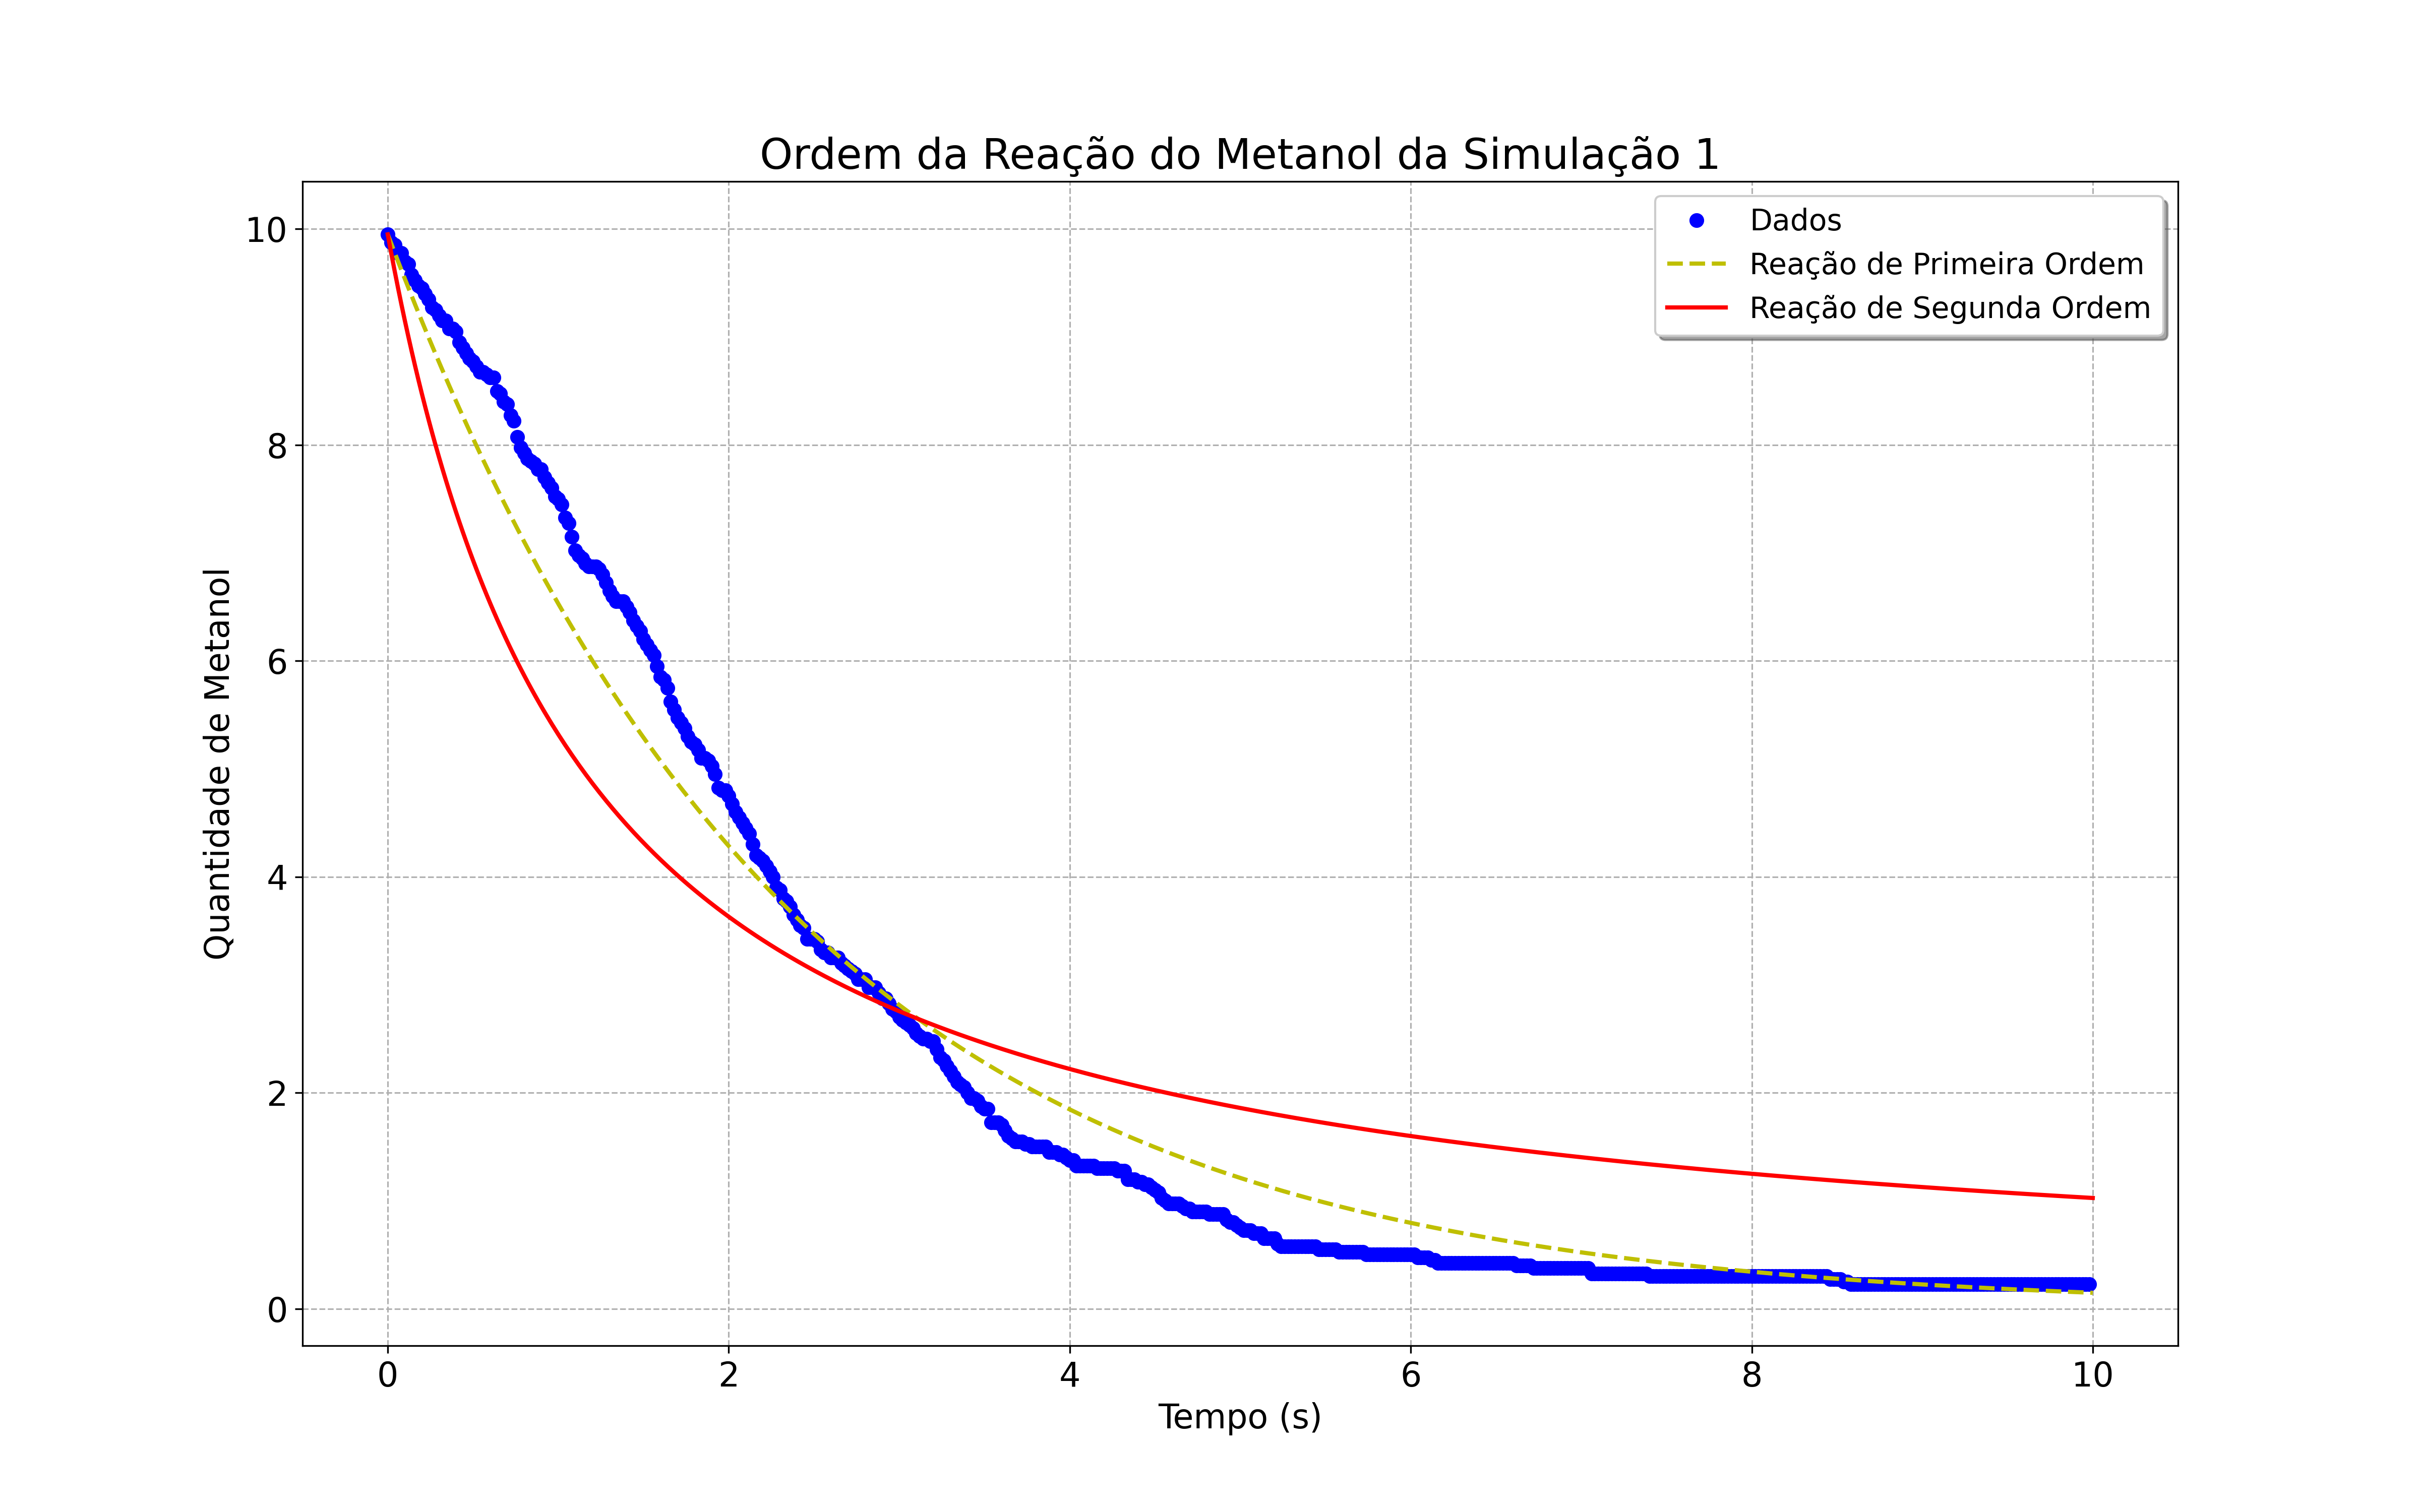 Ordem da Reação do Metanol da Simulação 1
Dados
Reação de Primeira Ordem
Reação de Segunda Ordem
Quantidade de Metanol
10
8
6
4
2
0
0 2 4 6 8 10
Tempo (s)